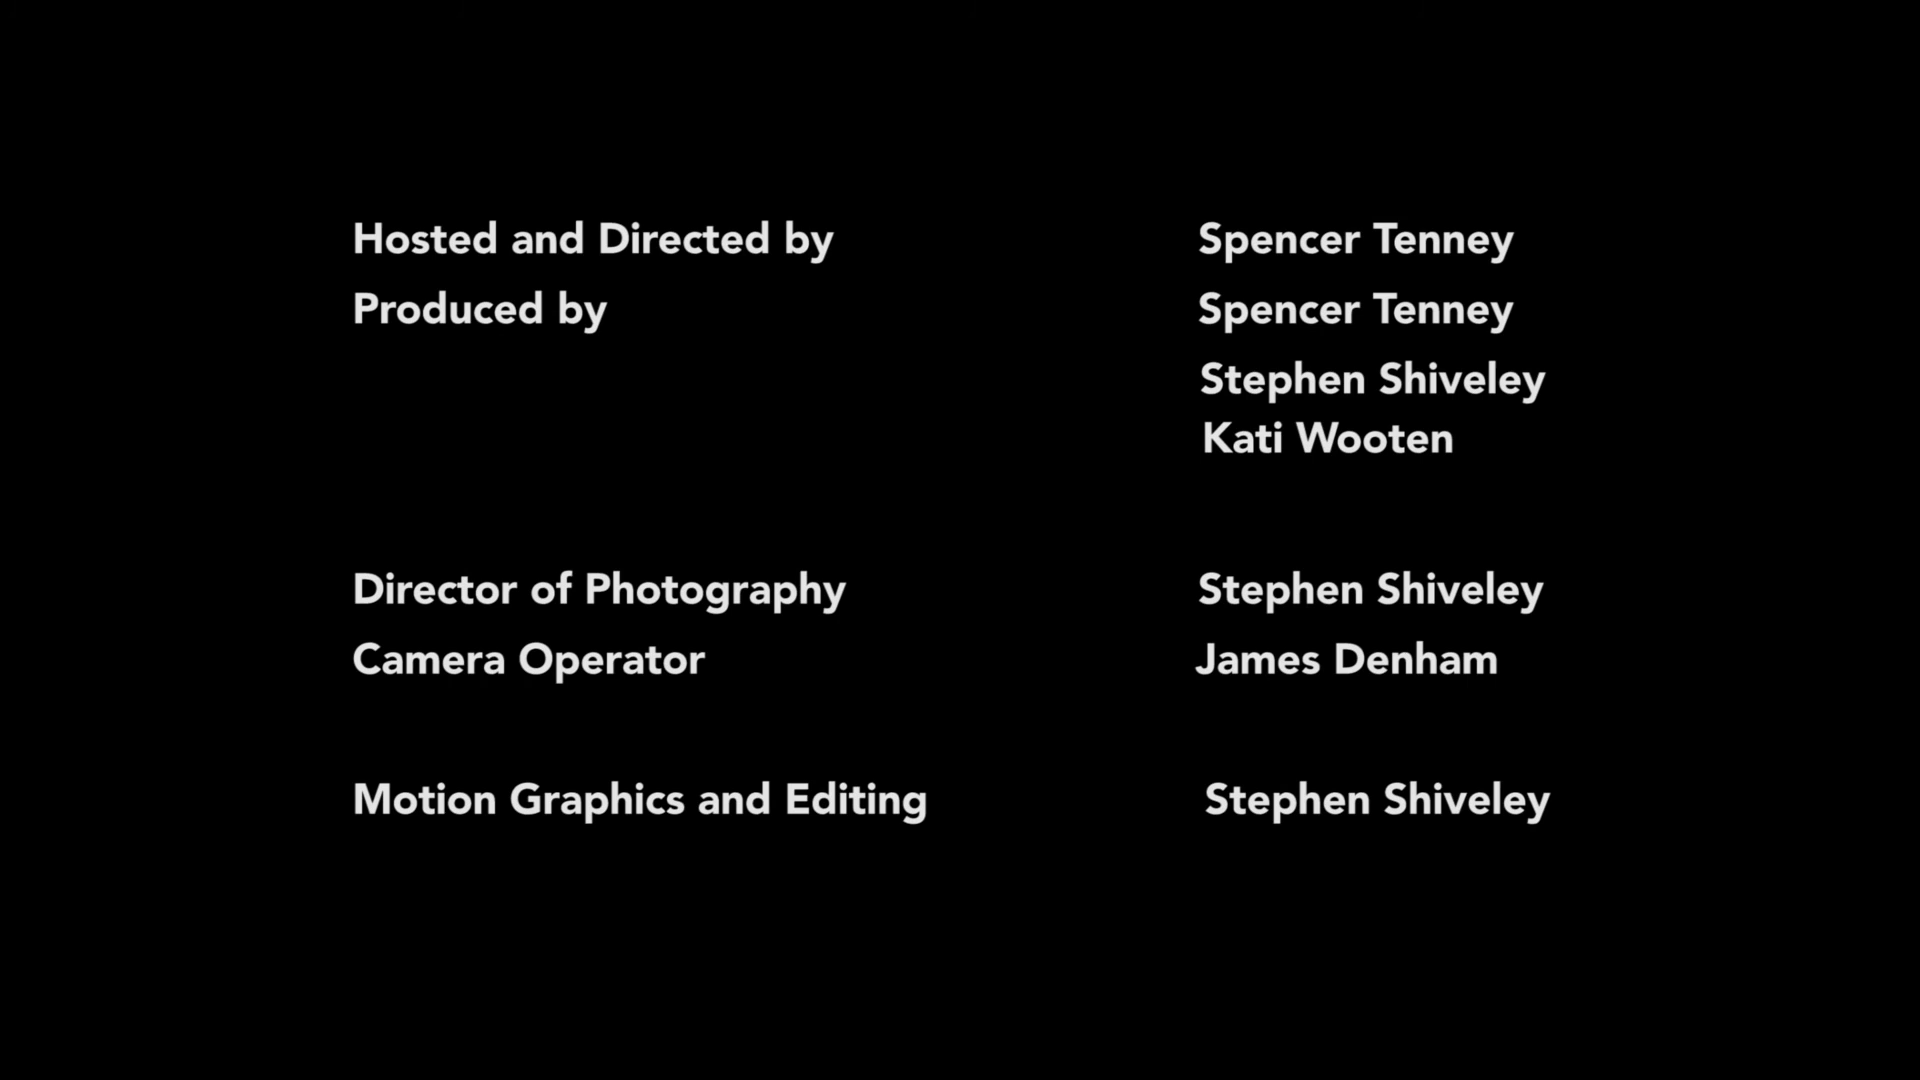 Hosted and Directed by Spencer Tenney
Produced by Spencer Tenney
Stephen Shiveley
Kati Wooten
Director of Photography Stephen Shiveley
Camera Operator James Denham
Motion Graphics and Editing Stephen Shiveley